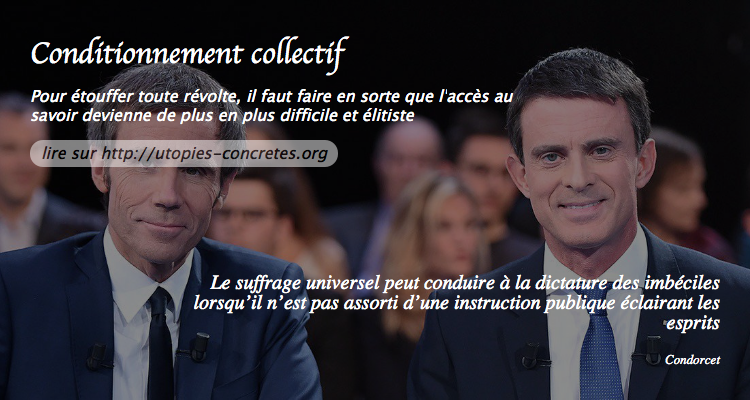 Conditionnement collectif
Pour étouffer toute révolte, il faut faire en sorte que l'accès au
savoir devienne de plus en plus difficile et élitiste
lire sur http://utopies-concretes.org
Le suffrage universel peut conduire à la dictature des imbéciles
lorsqu’il n’est pas assorti d’une instruction publique éclairant les
esprits
Condorcet